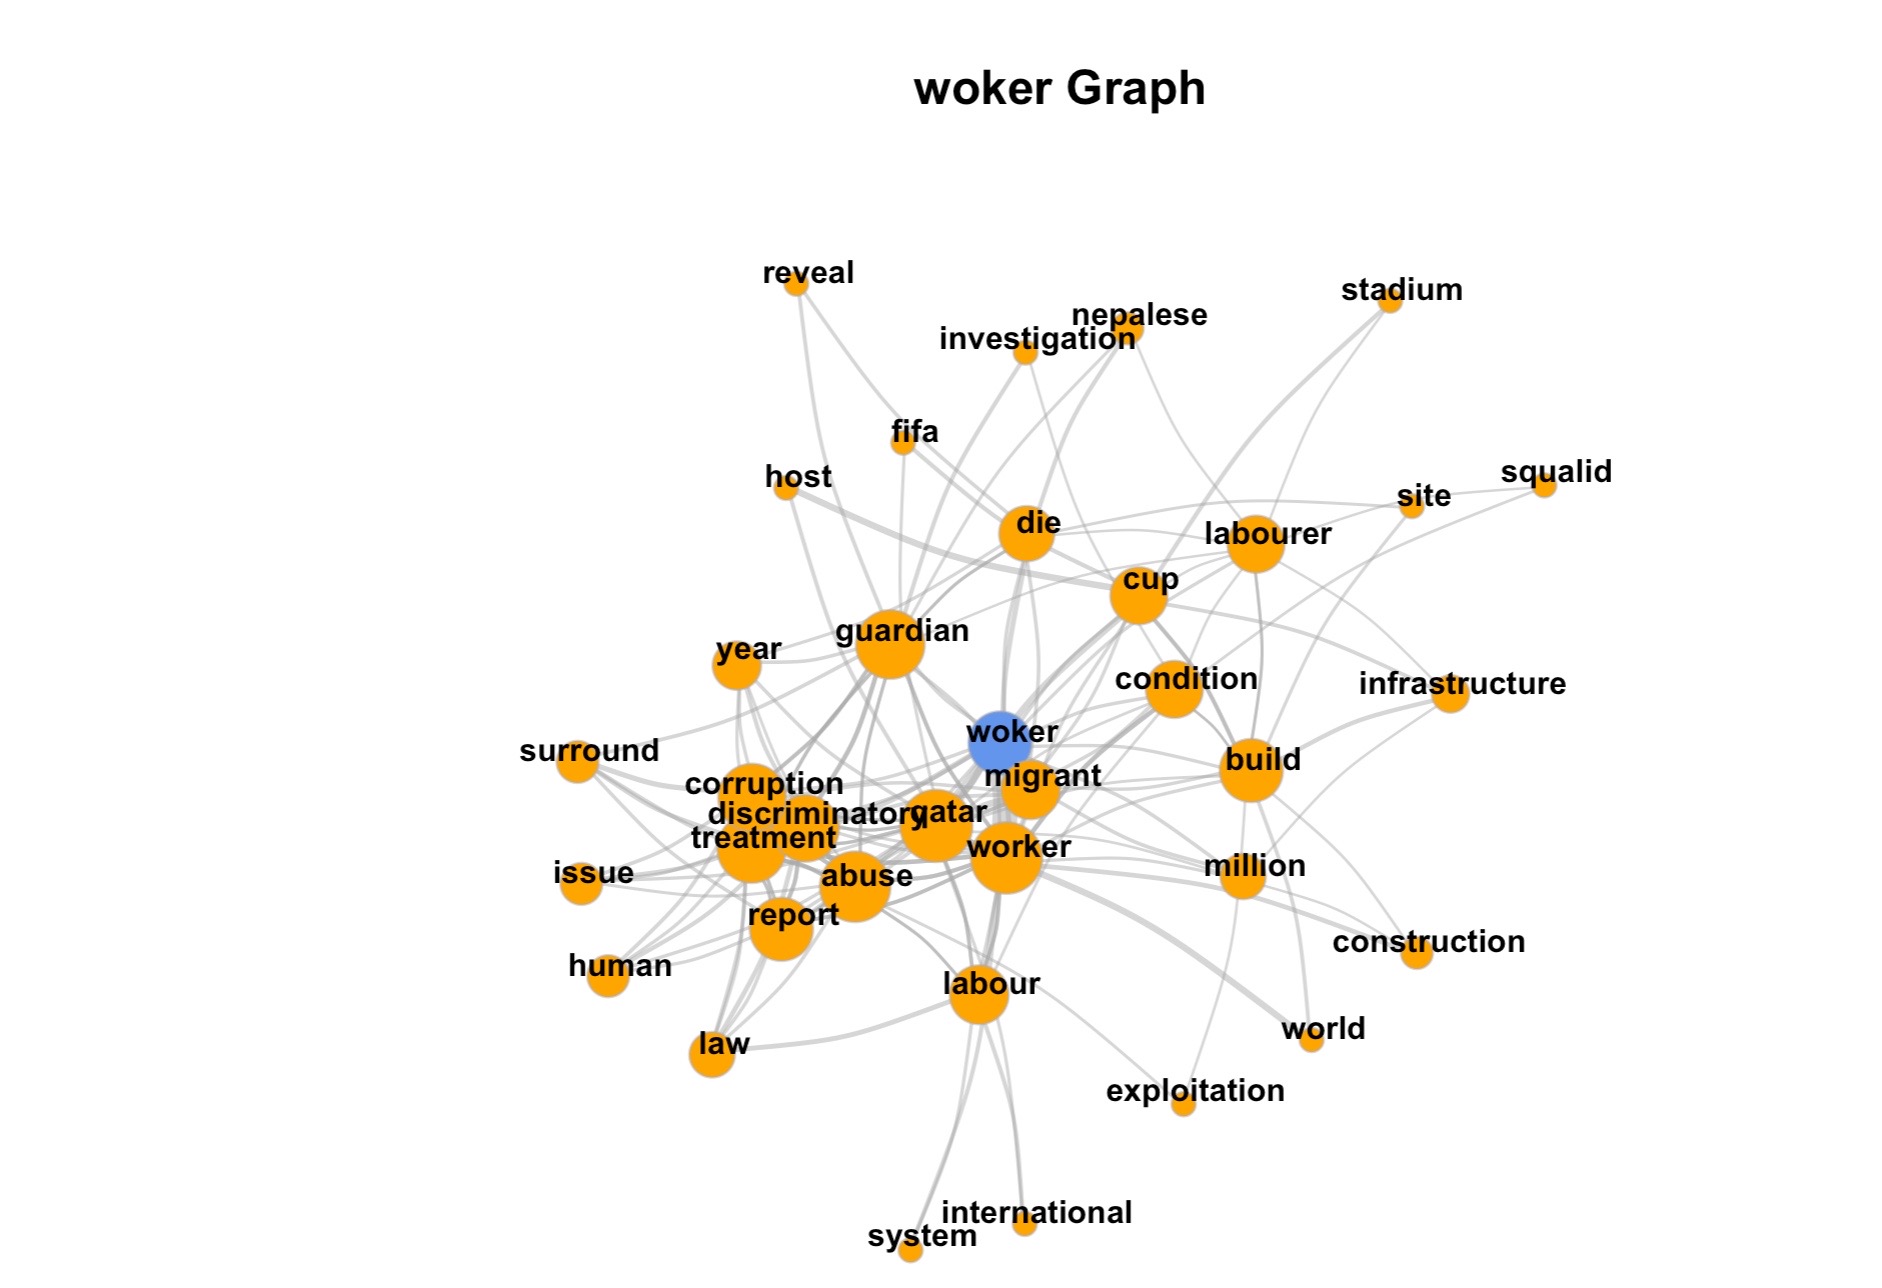 woker Graph
reveal
stadium
nepalese
investigation
fifa
squalid
host
site
die
labourer
cup
guardian
year
condition
infrastructure
woker
surround
build
migrant
corruption
discriminatory
qatar
treatment
worker
million
issue
abuse
report
construction
human
labour
world
law
exploitation
international
system